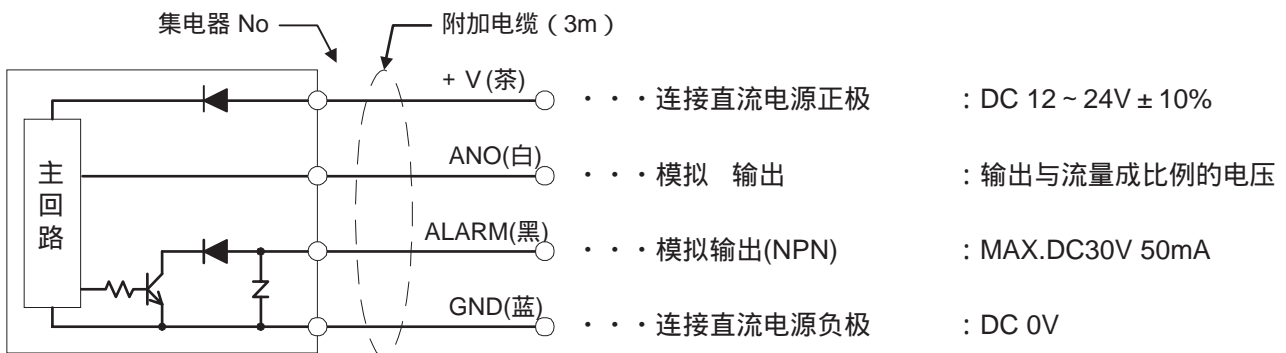 集电器 No
附加电缆(3m)
+ V(茶) ・・・连接直流电源正极 : DC 12 ~ 24V ± 10%
ANO(白) ・・・模拟 输出 : 输出与流量成比例的电压
主回路
ALARM(黑) ・・・模拟输出(NPN) : MAX.DC30V 50mA
GND(蓝) ・・・连接直流电源负极 : DC 0V